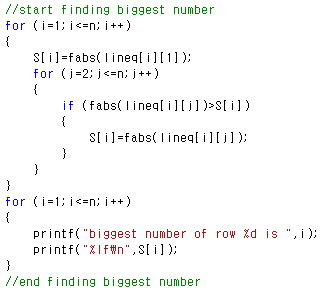 //start finding biggest number
for (i=1;i<=n;i++)
{
    S[i]=fabs(lineq[i][1]);
    for (j=2;j<=n;j++)
    {
        if (fabs(lineq[i][j])>S[i])
        {
            S[i]=fabs(lineq[i][j]);
        }
    }
}
for (i=1;i<=n;i++)
{
    printf("biggest number of row %d is ",i);
    printf("%lf₩n",S[i]);
}
//end finding biggest number